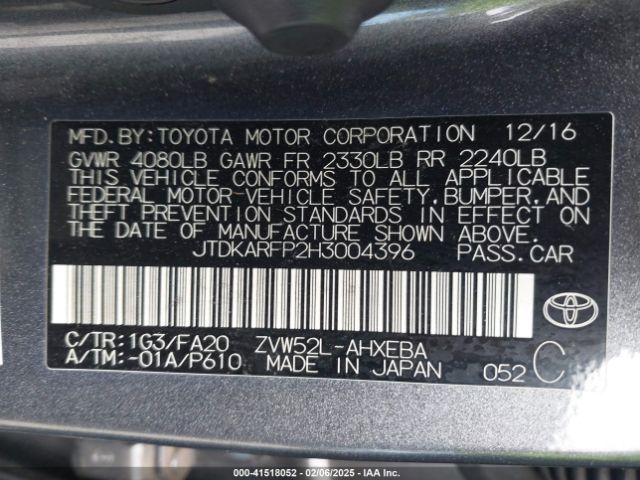 MFD.BY:TOYOTA MOTOR CORPORATION 12/16
GVWR 4080LB GAWR FR 2330LB RR 2240LB
THIS VEHICLE CONFORMS TO ALL APPLICABLE
FEDERAL MOTOR-VEHICLE SAFETY,BUMPER,AND
THEFT PREVENTION STANDARDS IN EFFECT ON
THE DATE OF MANUFACTURE SHOWN ABOVE.
JTDKARFP2H3004396 PASS.CAR
C/TR:1G3/FA20 ZVW52L-AHXEBA
A/TM:-01A/P610 MADE IN JAPAN 052 C
000-41518052 — 02/06/2025 — IAA Inc.